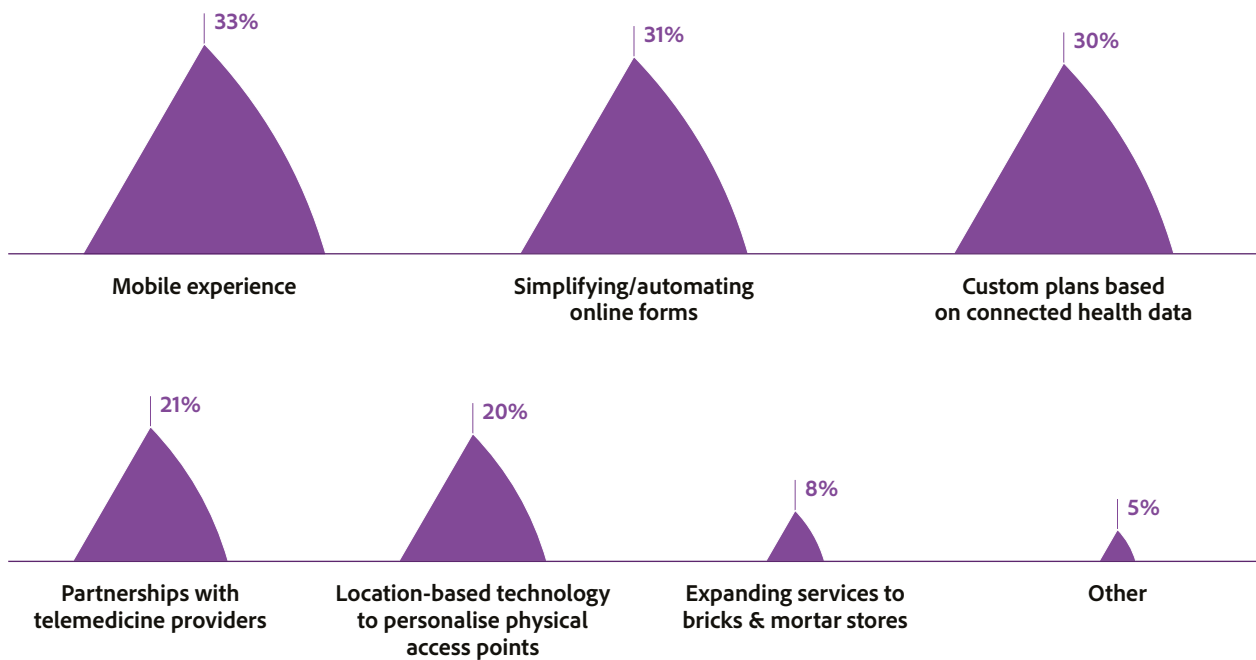 33%
31%
30%
Mobile experience
Simplifying/automating
online forms
Custom plans based
on connected health data
21%
20%
8%
5%
Partnerships with
telemedicine providers
Location-based technology
to personalise physical
access points
Expanding services to
bricks & mortar stores
Other